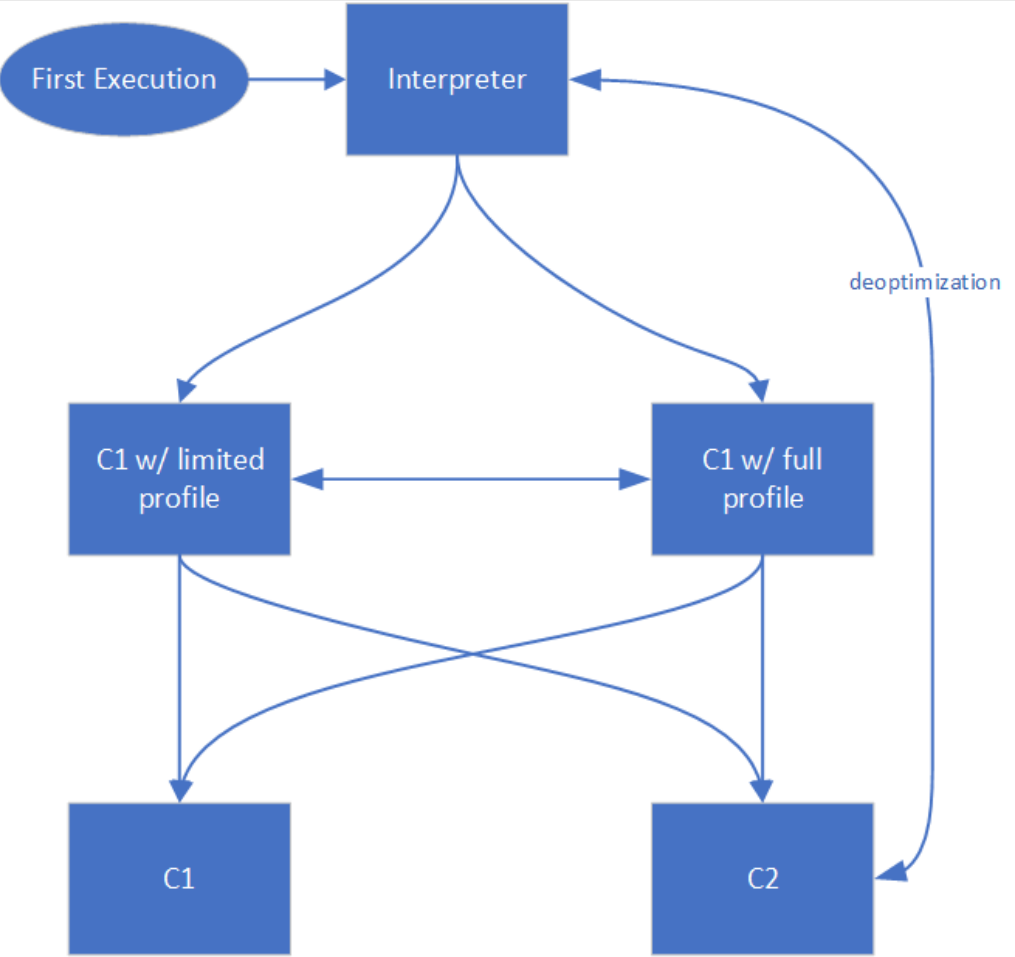 First Execution
Interpreter
deoptimization
C1 w/ limited
profile
C1 w/ full
profile
C1
C2